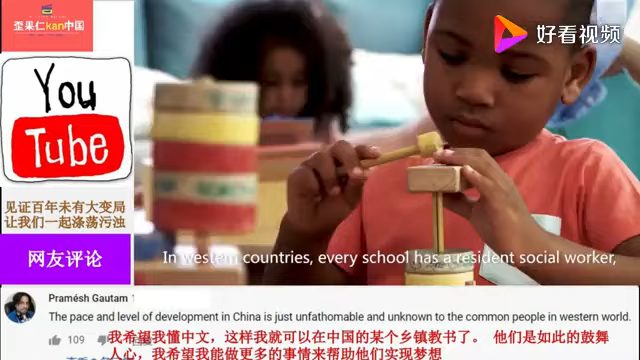 歪果仁kan中国
好看视频
You
Tube
见证百年未有大变局
让我们一起涤荡污浊
网友评论
In western countries, every school has a resident social worker,
Pramésh Gautam 1
The pace and level of development in China is just unfathomable and unknown to the common people in western world.
109
我希望我懂中文，这样我就可以在中国的某个乡镇教书了。 他们是如此的鼓舞
人心，我希望我能做更多的事情来帮助他们实现梦想